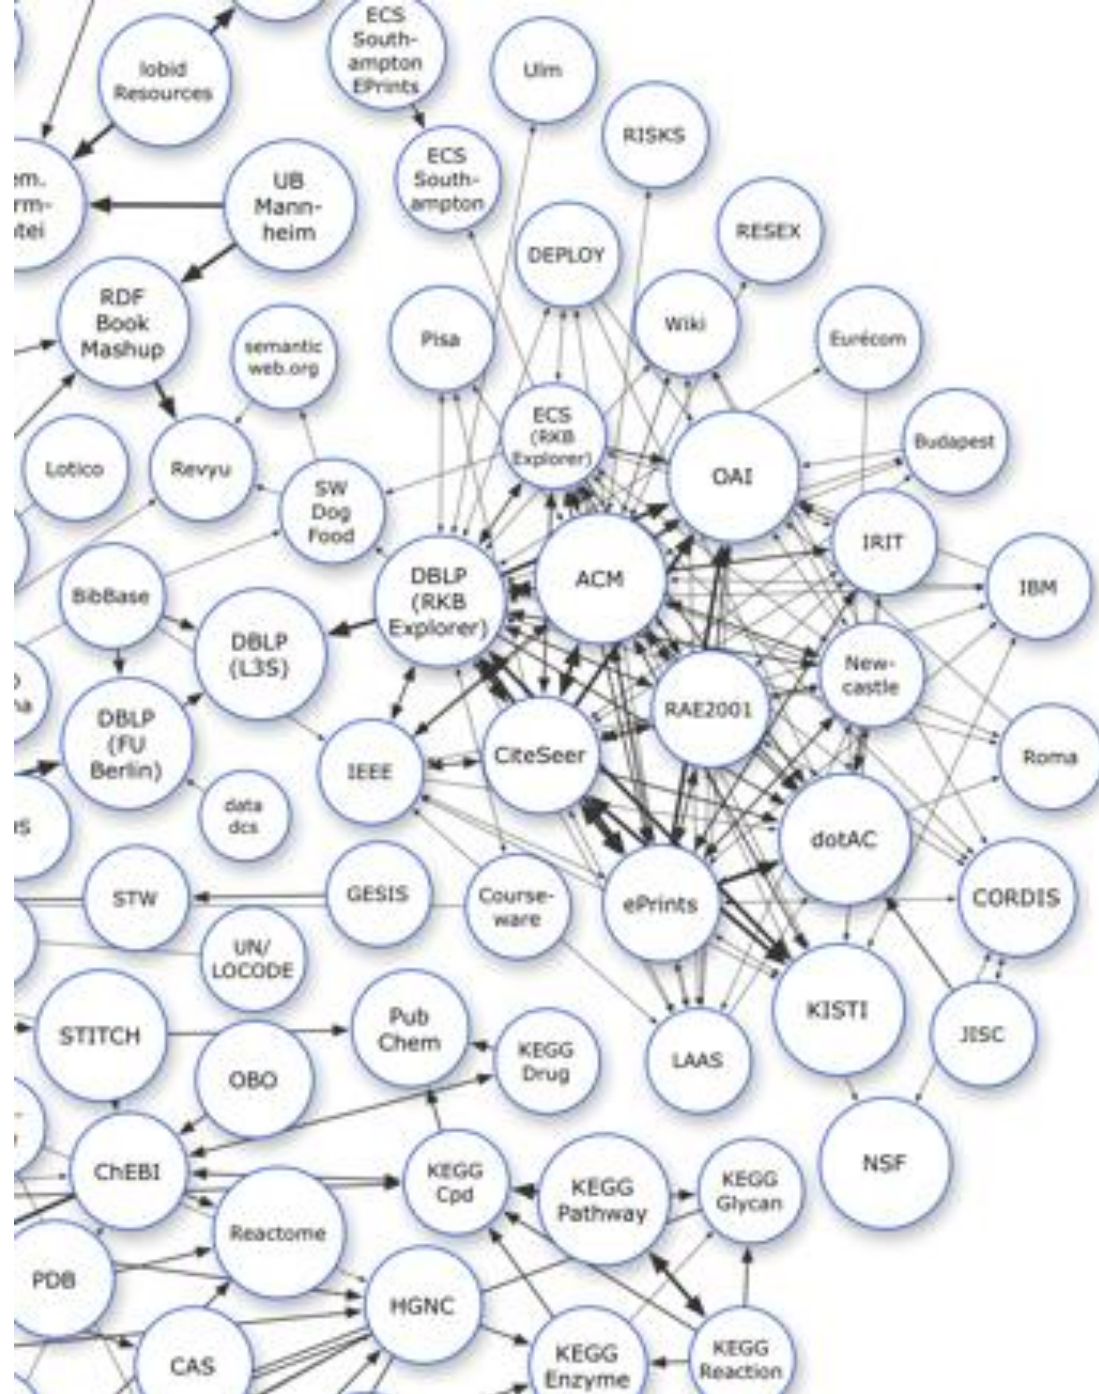 ECS
South-
ampton
EPrints
lobid
Resources
Ulm
RISKS
ECS
South-
ampton
em.
rm-
tei
UB
Mann-
heim
RESEX
DEPLOY
RDF
Book
Mashup
Pisa
Wiki
Eurécom
semantic
web.org
ECS
(RKB
Explorer)
Budapest
Lotico
Revyu
OAI
SW
Dog
Food
IRIT
BibBase
DBLP
(RKB
Explorer)
ACM
IBM
DBLP
(L3S)
New-
castle
RAE2001
DBLP
(FU
Berlin)
IEEE
CiteSeer
Roma
data
dcs
dotAC
STW
GESIS
Course-
ware
ePrints
CORDIS
UN/
LOCODE
KISTI
STITCH
Pub
Chem
JISC
OBO
KEGG
Drug
LAAS
ChEBI
KEGG
Cpd
KEGG
Pathway
KEGG
Glycan
NSF
Reactome
PDB
HGNC
CAS
KEGG
Enzyme
KEGG
Reaction